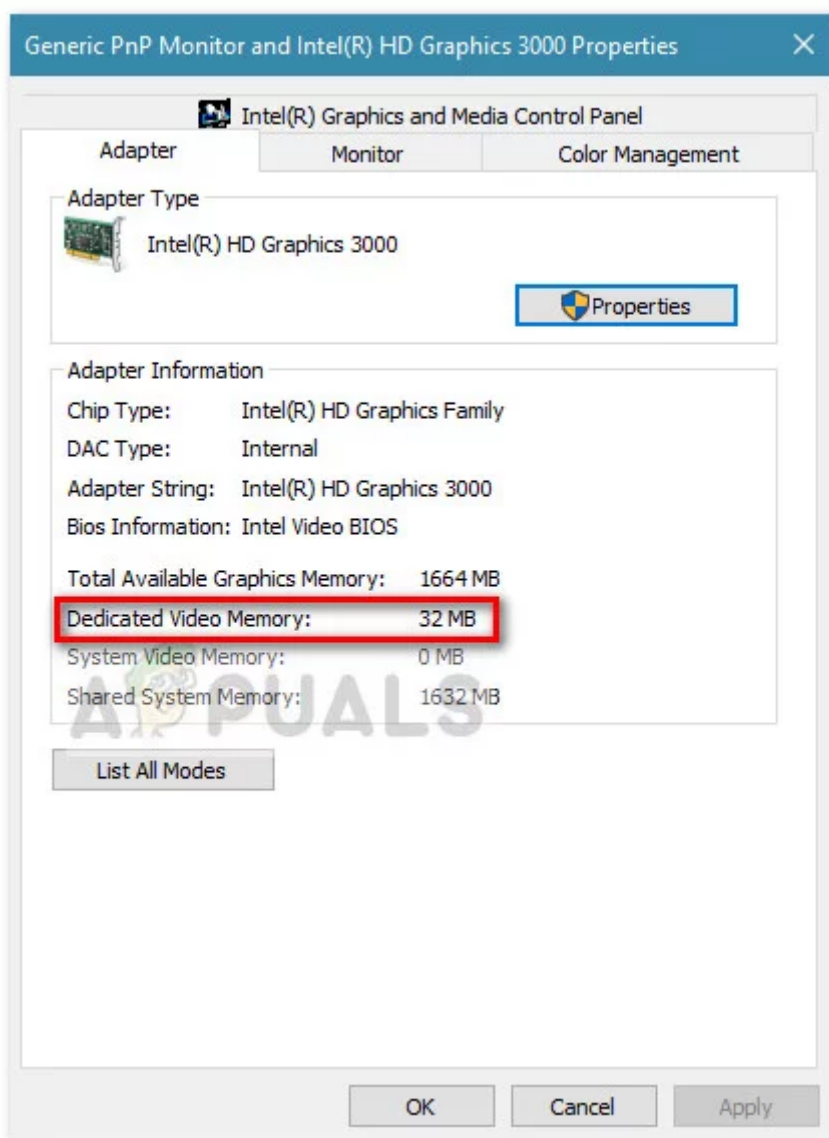 Generic PnP Monitor and Intel(R) HD Graphics 3000 Properties
Intel(R) Graphics and Media Control Panel
Adapter Monitor Color Management
Adapter Type
Intel(R) HD Graphics 3000
Properties
Adapter Information
Chip Type: Intel(R) HD Graphics Family
DAC Type: Internal
Adapter String: Intel(R) HD Graphics 3000
Bios Information: Intel Video BIOS
Total Available Graphics Memory: 1664 MB
Dedicated Video Memory: 32 MB
System Video Memory: 0 MB
Shared System Memory: 1632 MB
APPUALS
List All Modes
OK Cancel Apply